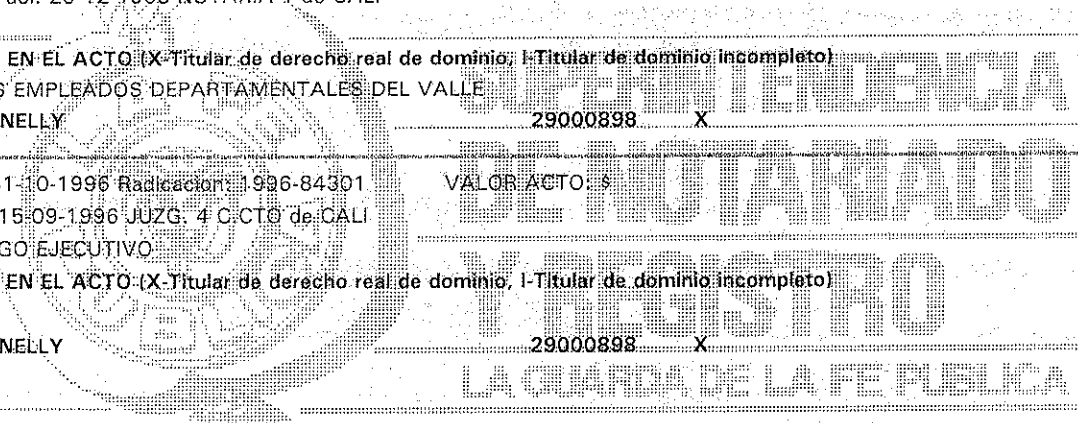 EN EL ACTO (X-Titular de derecho real de dominio, I-Titular de dominio incompleto)
EMPLEADOS DEPARTAMENTALES DEL VALLE
NELLY 29000898 X
-10-1996 Radicacion: 1996-84301 VALOR ACTO: $
15-09-1996 JUZG. 4 C.CTO de CALI
GO EJECUTIVO
EN EL ACTO (X-Titular de derecho real de dominio, I-Titular de dominio incompleto)
NELLY 29000898 X
SUPERINTENDENCIA
DE NOTARIADO
Y REGISTRO
LA GUARDA DE LA FE PUBLICA